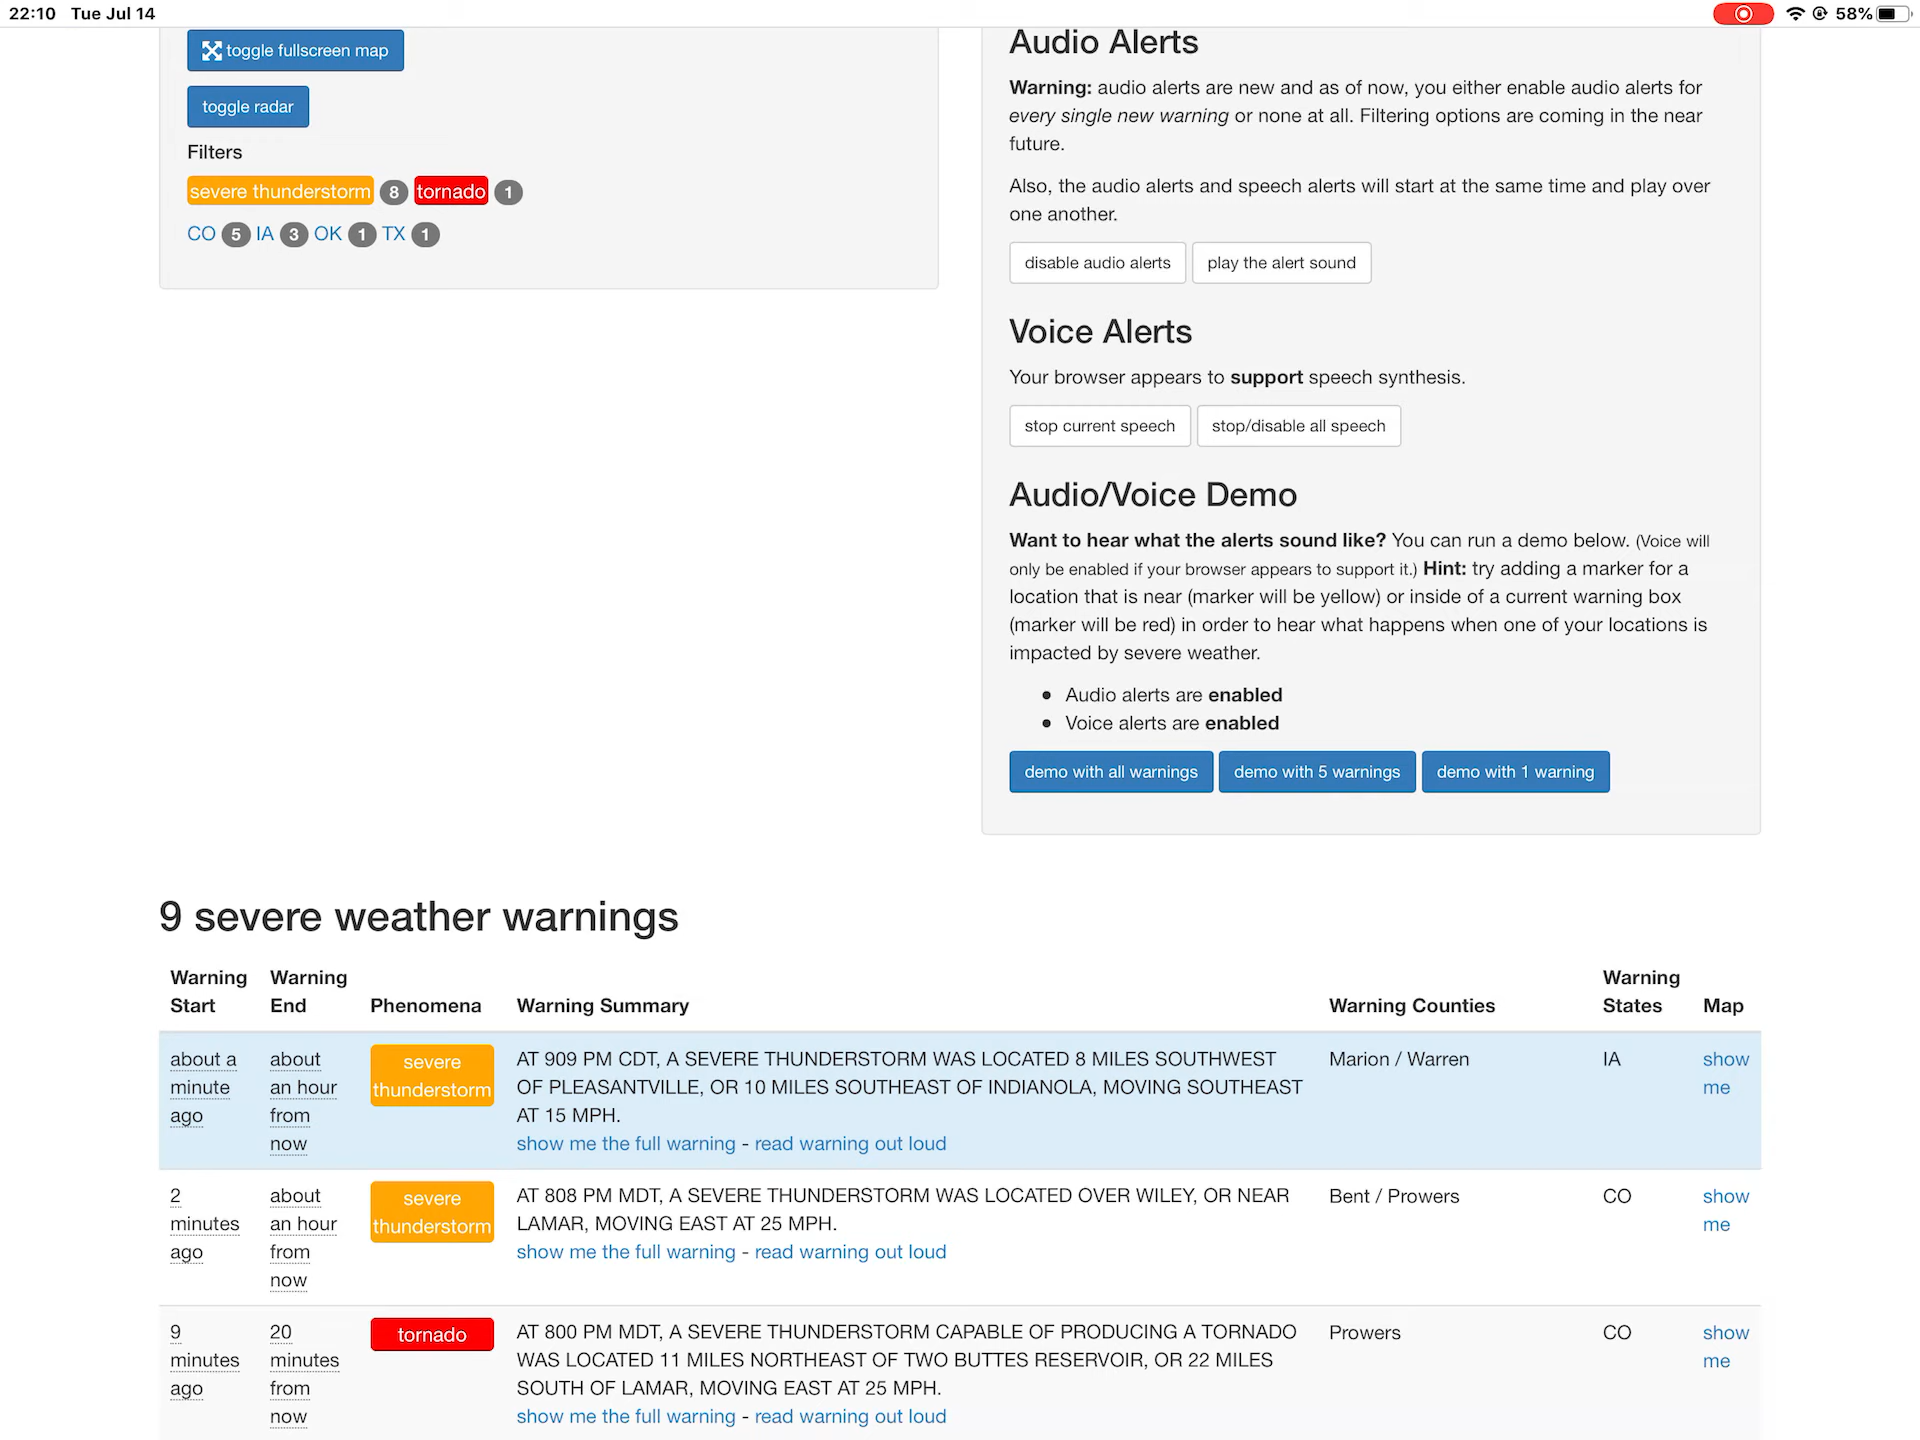 22:10 Tue Jul 14
58%
toggle fullscreen map
toggle radar
Filters
severe thunderstorm 8 tornado 1
CO 5 IA 3 OK 1 TX 1
Audio Alerts
Warning: audio alerts are new and as of now, you either enable audio alerts for
every single new warning or none at all. Filtering options are coming in the near
future.
Also, the audio alerts and speech alerts will start at the same time and play over
one another.
disable audio alerts play the alert sound
Voice Alerts
Your browser appears to support speech synthesis.
stop current speech stop/disable all speech
Audio/Voice Demo
Want to hear what the alerts sound like? You can run a demo below. (Voice will
only be enabled if your browser appears to support it.) Hint: try adding a marker for a
location that is near (marker will be yellow) or inside of a current warning box
(marker will be red) in order to hear what happens when one of your locations is
impacted by severe weather.
• Audio alerts are enabled
• Voice alerts are enabled
demo with all warnings demo with 5 warnings demo with 1 warning
9 severe weather warnings
Warning
Start
Warning
End
Phenomena
Warning Summary
Warning Counties
Warning
States
Map
about a
minute
ago
about
an hour
from
now
severe
thunderstorm
AT 909 PM CDT, A SEVERE THUNDERSTORM WAS LOCATED 8 MILES SOUTHWEST
OF PLEASANTVILLE, OR 10 MILES SOUTHEAST OF INDIANOLA, MOVING SOUTHEAST
AT 15 MPH.
show me the full warning - read warning out loud
Marion / Warren
IA
show
me
2
minutes
ago
about
an hour
from
now
severe
thunderstorm
AT 808 PM MDT, A SEVERE THUNDERSTORM WAS LOCATED OVER WILEY, OR NEAR
LAMAR, MOVING EAST AT 25 MPH.
show me the full warning - read warning out loud
Bent / Prowers
CO
show
me
9
minutes
ago
20
minutes
from
now
tornado
AT 800 PM MDT, A SEVERE THUNDERSTORM CAPABLE OF PRODUCING A TORNADO
WAS LOCATED 11 MILES NORTHEAST OF TWO BUTTES RESERVOIR, OR 22 MILES
SOUTH OF LAMAR, MOVING EAST AT 25 MPH.
show me the full warning - read warning out loud
Prowers
CO
show
me